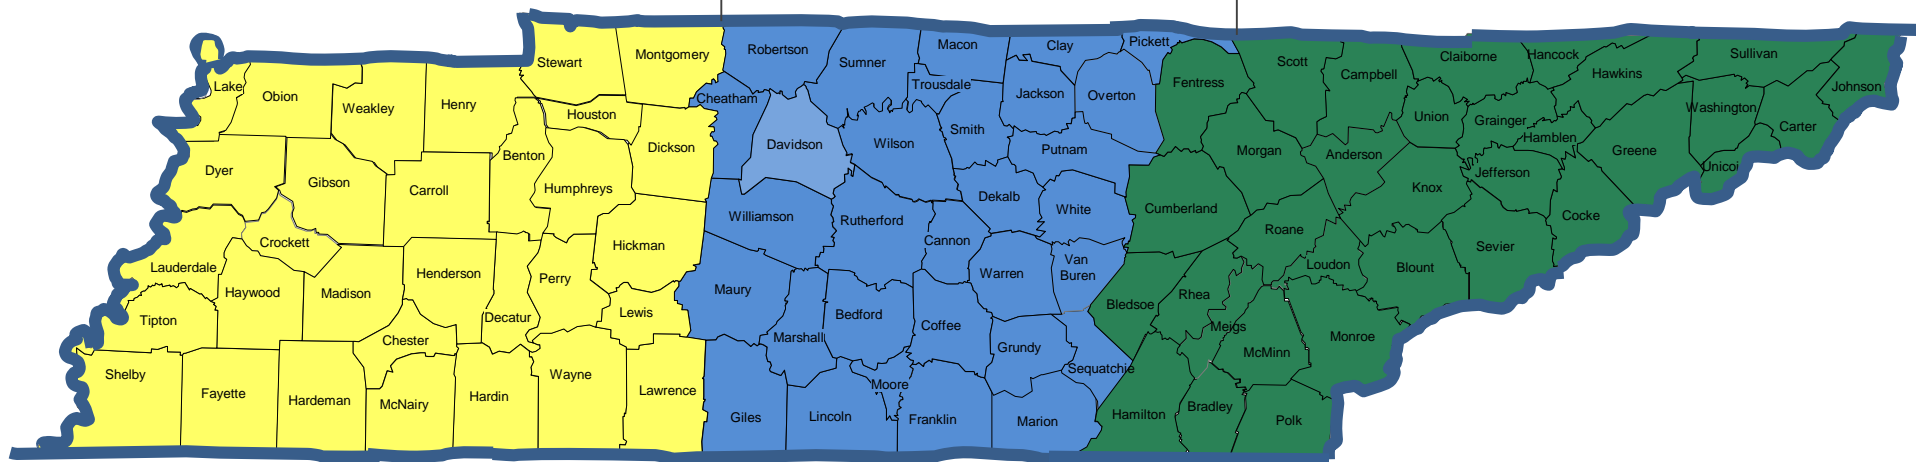 Stewart
Montgomery
Robertson
Sumner
Macon
Clay
Pickett
Trousdale
Lake
Obion
Weakley
Henry
Houston
Cheatham
Jackson
Overton
Fentress
Scott
Campbell
Claiborne
Hancock
Hawkins
Sullivan
Johnson
Washington
Carter
Union
Grainger
Hamblen
Greene
Unicoi
Dickson
Davidson
Wilson
Smith
Putnam
Morgan
Anderson
Knox
Jefferson
Cocke
Dyer
Gibson
Carroll
Benton
Humphreys
Williamson
Rutherford
Dekalb
White
Cumberland
Roane
Sevier
Crockett
Hickman
Cannon
Warren
Van
Buren
Loudon
Blount
Lauderdale
Haywood
Madison
Henderson
Perry
Maury
Bledsoe
Rhea
Tipton
Chester
Decatur
Lewis
Marshall
Bedford
Coffee
Grundy
Sequatchie
Meigs
McMinn
Monroe
Shelby
Fayette
Hardeman
McNairy
Hardin
Wayne
Lawrence
Giles
Lincoln
Moore
Franklin
Marion
Hamilton
Bradley
Polk